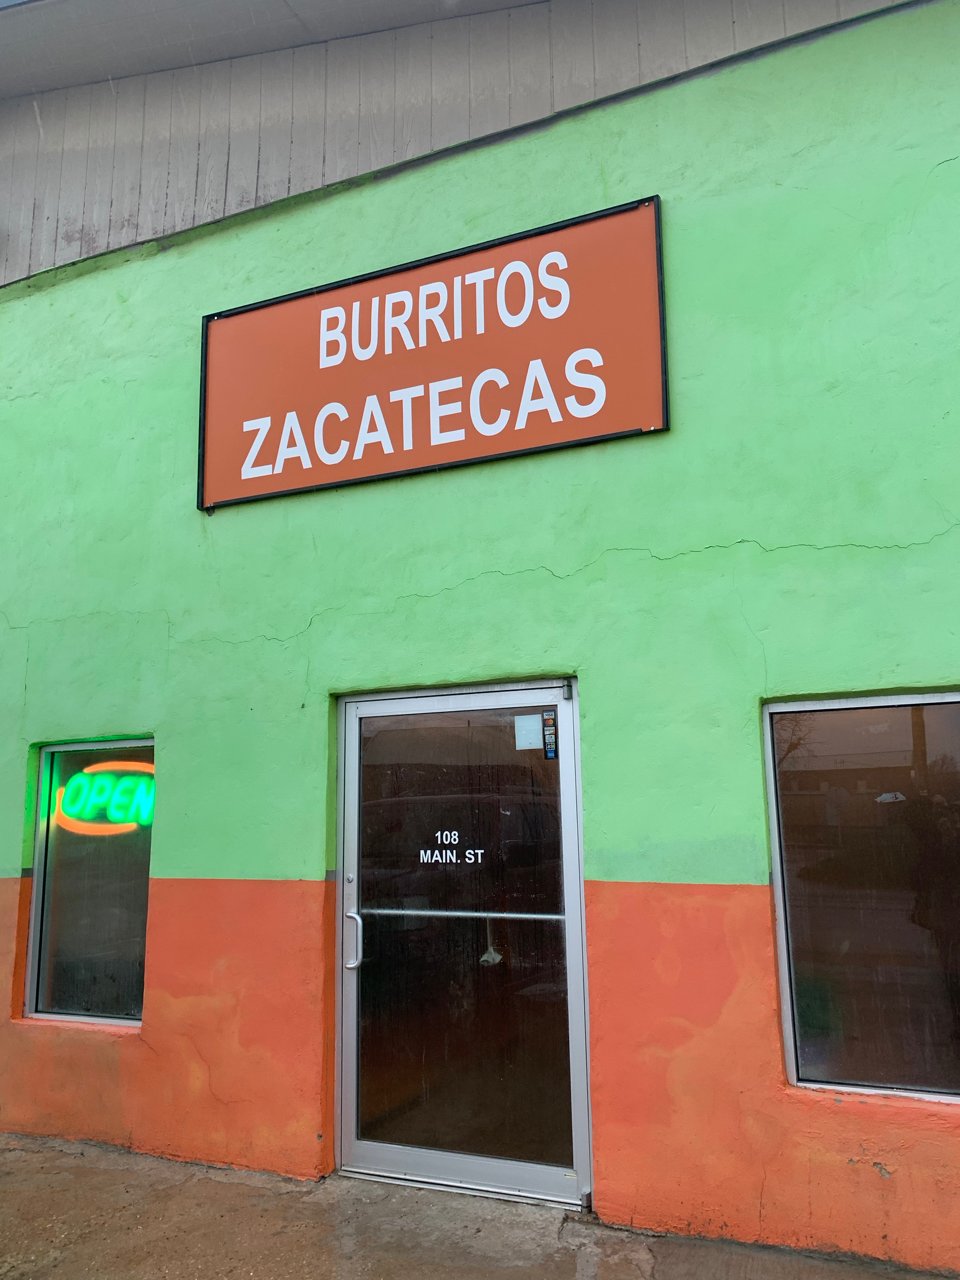 BURRITOS
ZACATECAS
OPEN
108
MAIN. ST